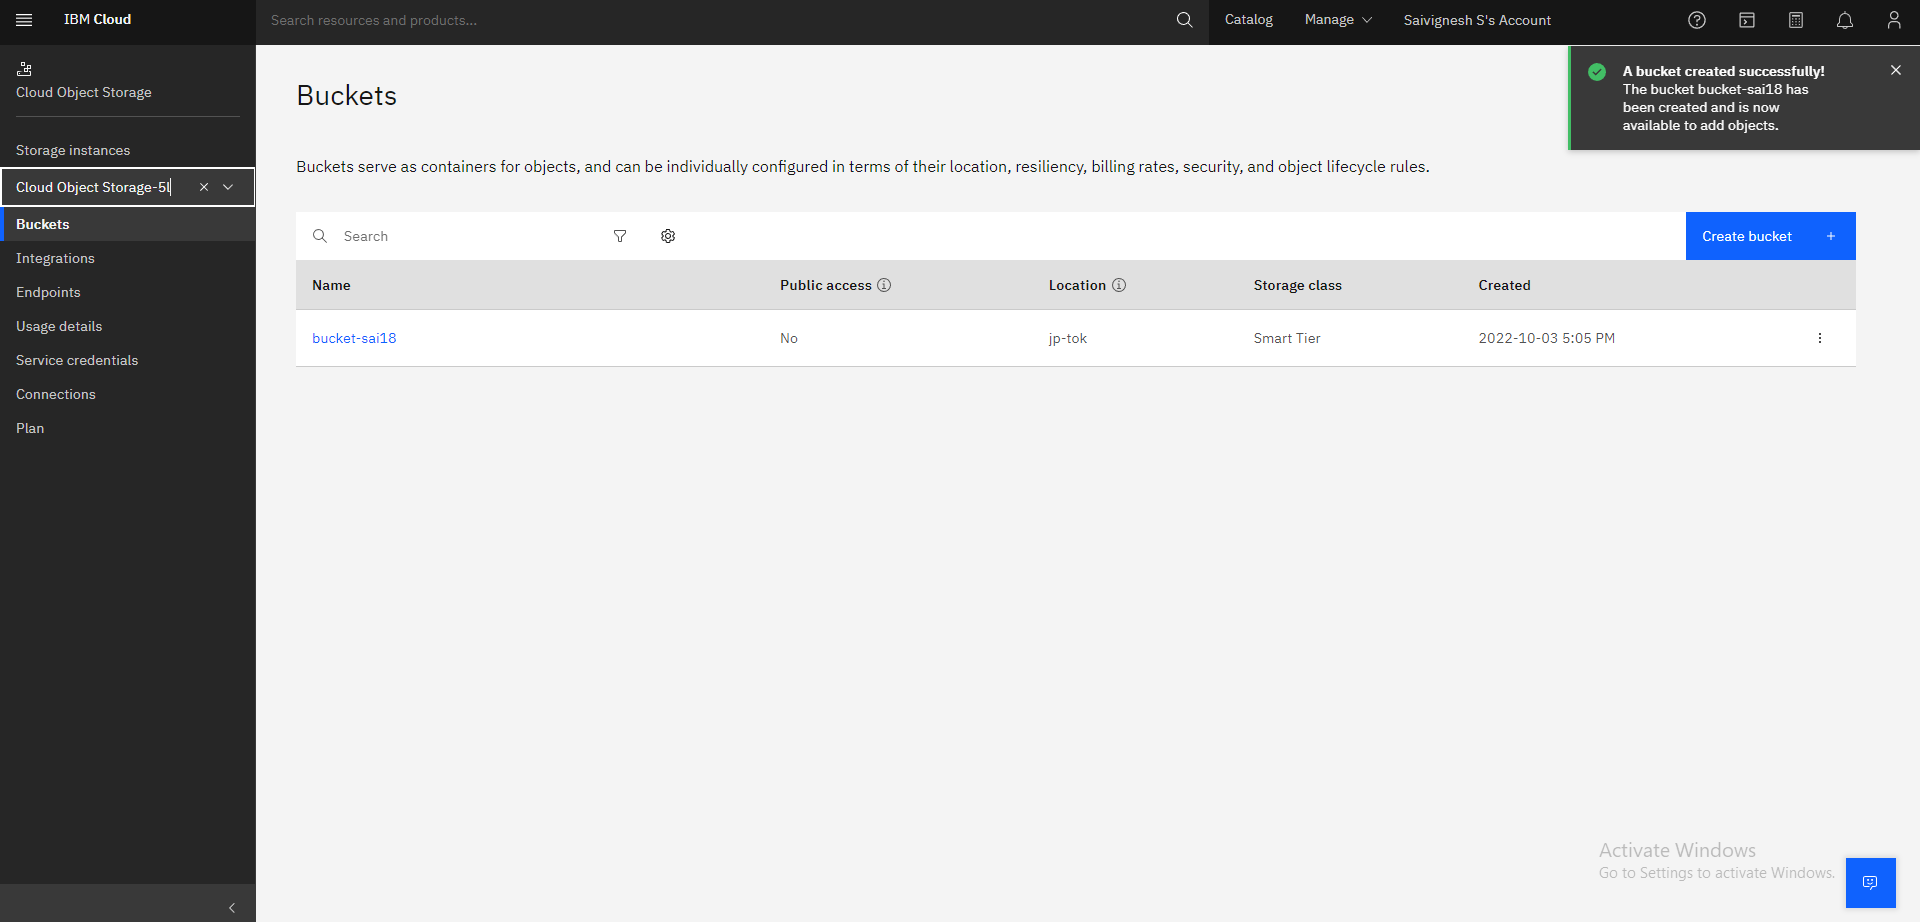 IBM Cloud
Search resources and products...
Catalog
Manage
Saivignesh S's Account
Cloud Object Storage
Storage instances
Cloud Object Storage-5l
Buckets
Integrations
Endpoints
Usage details
Service credentials
Connections
Plan
A bucket created successfully!
The bucket bucket-sai18 has
been created and is now
available to add objects.
Buckets
Buckets serve as containers for objects, and can be individually configured in terms of their location, resiliency, billing rates, security, and object lifecycle rules.
Search
Create bucket +
Name Public access Location Storage class Created
bucket-sai18 No jp-tok Smart Tier 2022-10-03 5:05 PM
Activate Windows
Go to Settings to activate Windows.